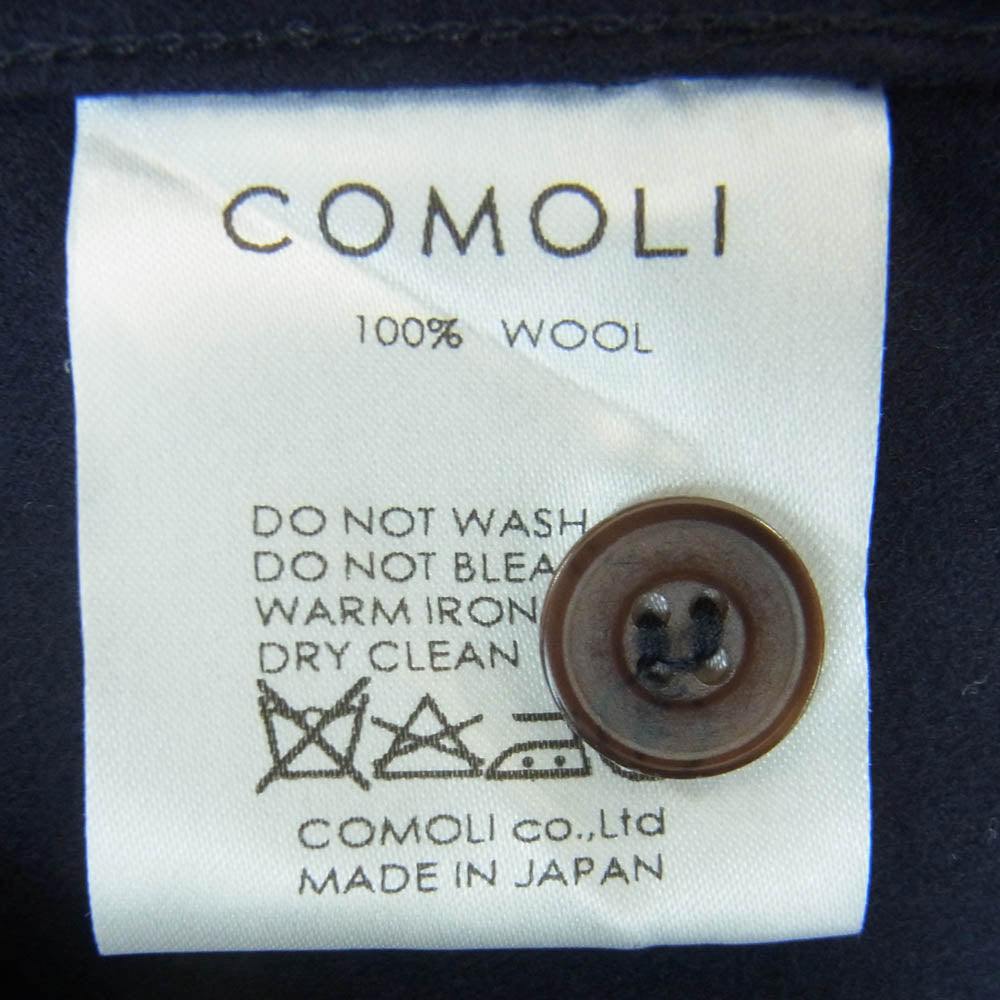 COMOLI
100% WOOL
DO NOT WASH
DO NOT BLEA
WARM IRON
DRY CLEAN
COMOLI co.,Ltd
MADE IN JAPAN